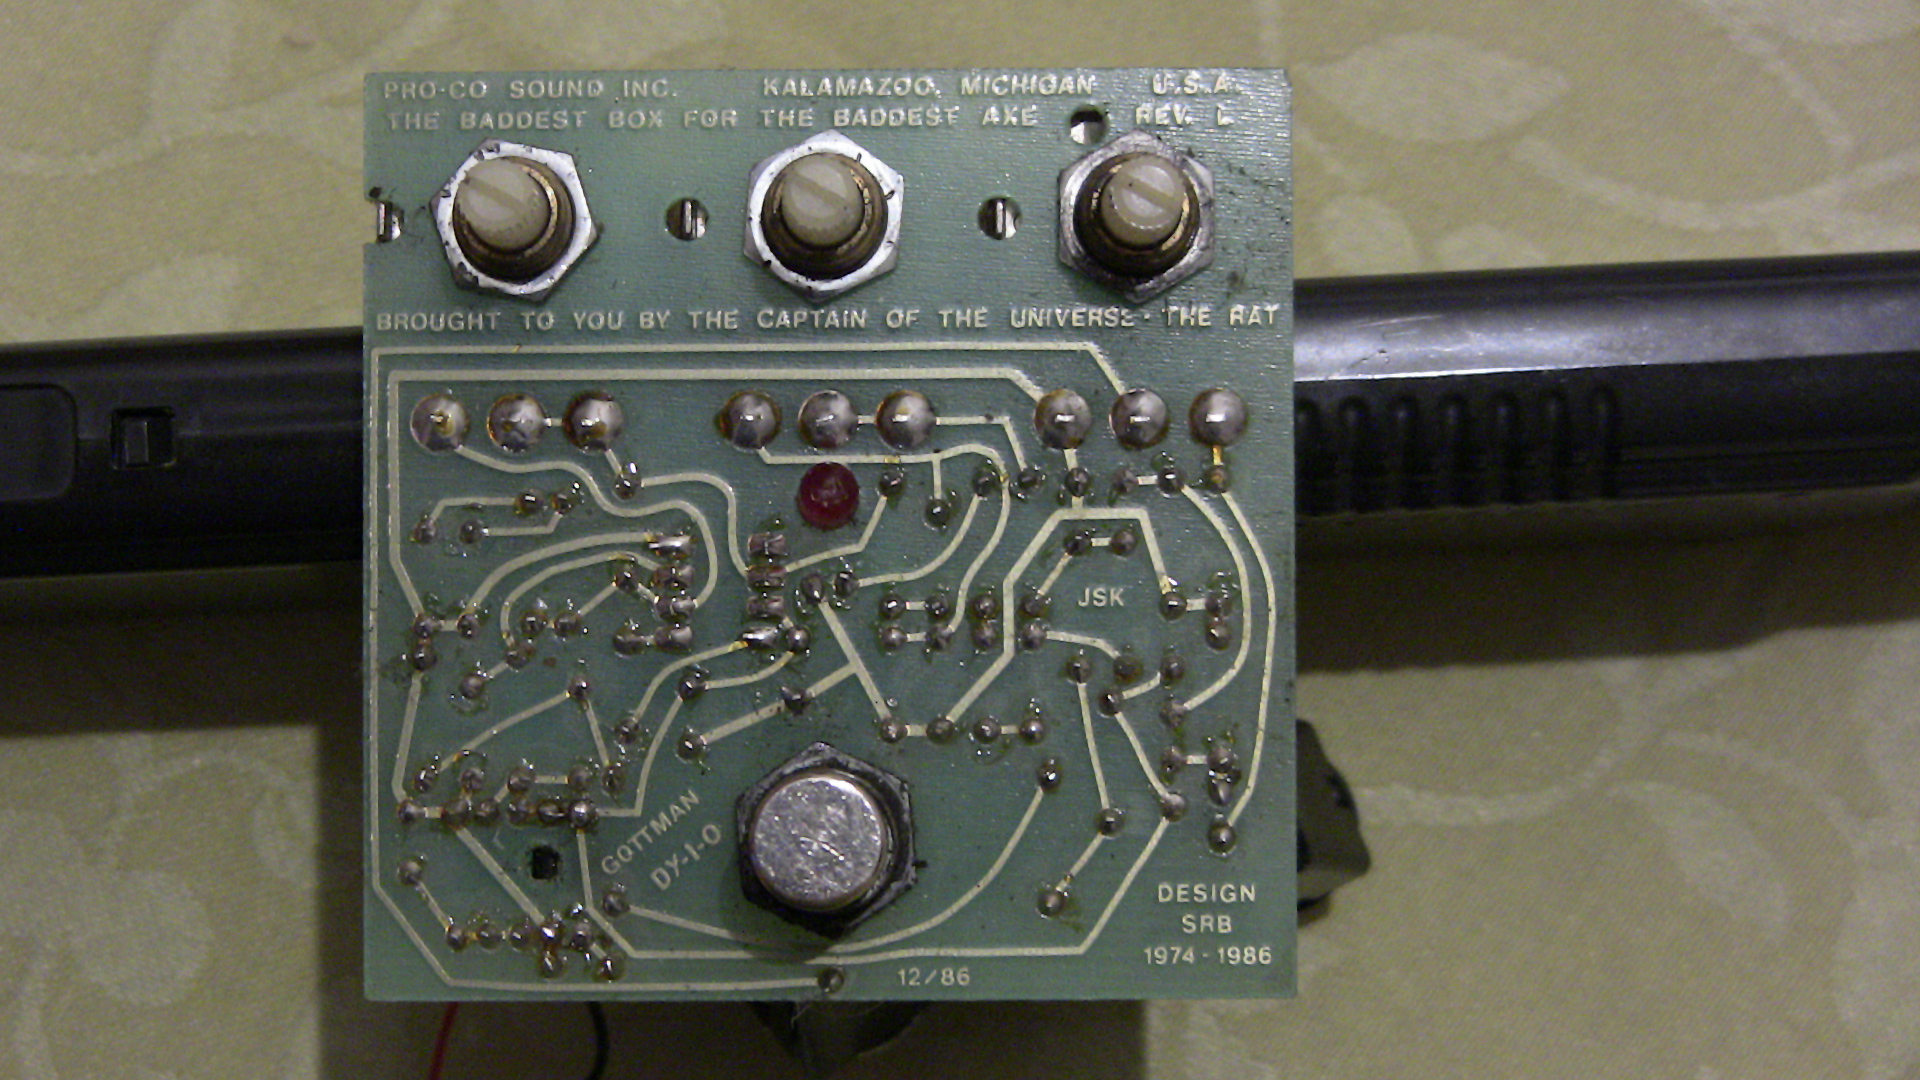 PRO-CO SOUND INC. KALAMAZOO, MICHIGAN U.S.A.
THE BADDEST BOX FOR THE BADDEST AXE REV. L
BROUGHT TO YOU BY THE CAPTAIN OF THE UNIVERSE - THE RAT
JSK
GOTTMAN
DY-1-O
DESIGN
SRB
1974 - 1986
12/86